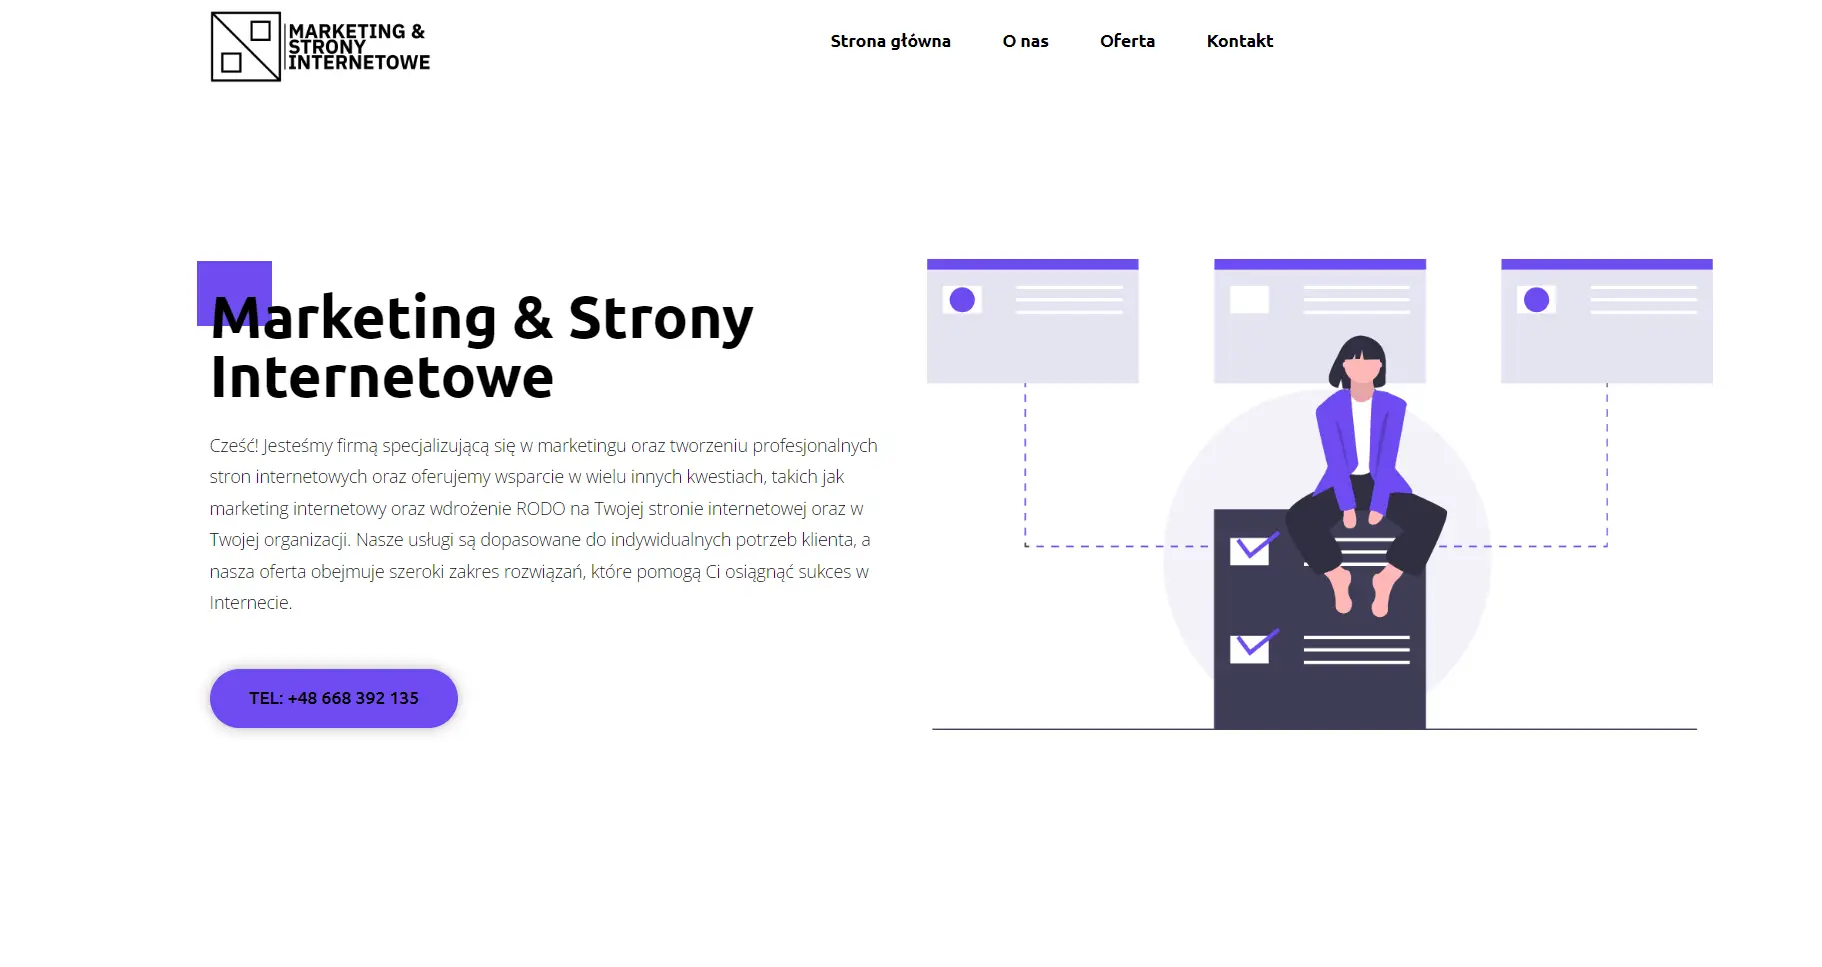 MARKETING &
STRONY
INTERNETOWE
Strona główna
O nas
Oferta
Kontakt
Marketing & Strony
Internetowe
Cześć! Jesteśmy firmą specjalizującą się w marketingu oraz tworzeniu profesjonalnych
stron internetowych oraz oferujemy wsparcie w wielu innych kwestiach, takich jak
marketing internetowy oraz wdrożenie RODO na Twojej stronie internetowej oraz w
Twojej organizacji. Nasze usługi są dopasowane do indywidualnych potrzeb klienta, a
nasza oferta obejmuje szeroki zakres rozwiązań, które pomogą Ci osiągnąć sukces w
Internecie.
TEL: +48 668 392 135